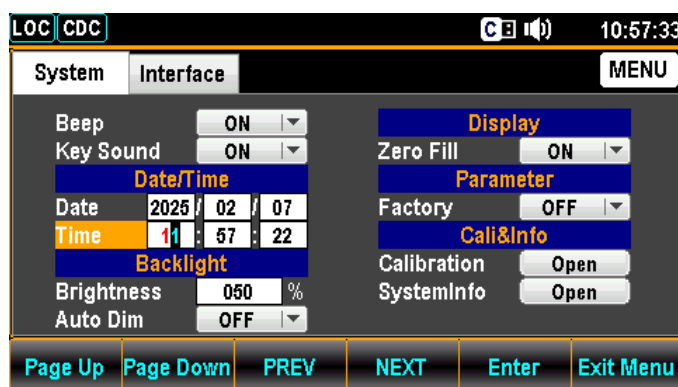 LOC CDC C 10:57:33
System Interface MENU
Beep ON
Key Sound ON
Date/Time
Date 2025 / 02 / 07
Time 11 : 57 : 22
Backlight
Brightness 050 %
Auto Dim OFF
Display
Zero Fill ON
Parameter
Factory OFF
Cali&Info
Calibration Open
SystemInfo Open
Page Up Page Down PREV NEXT Enter Exit Menu